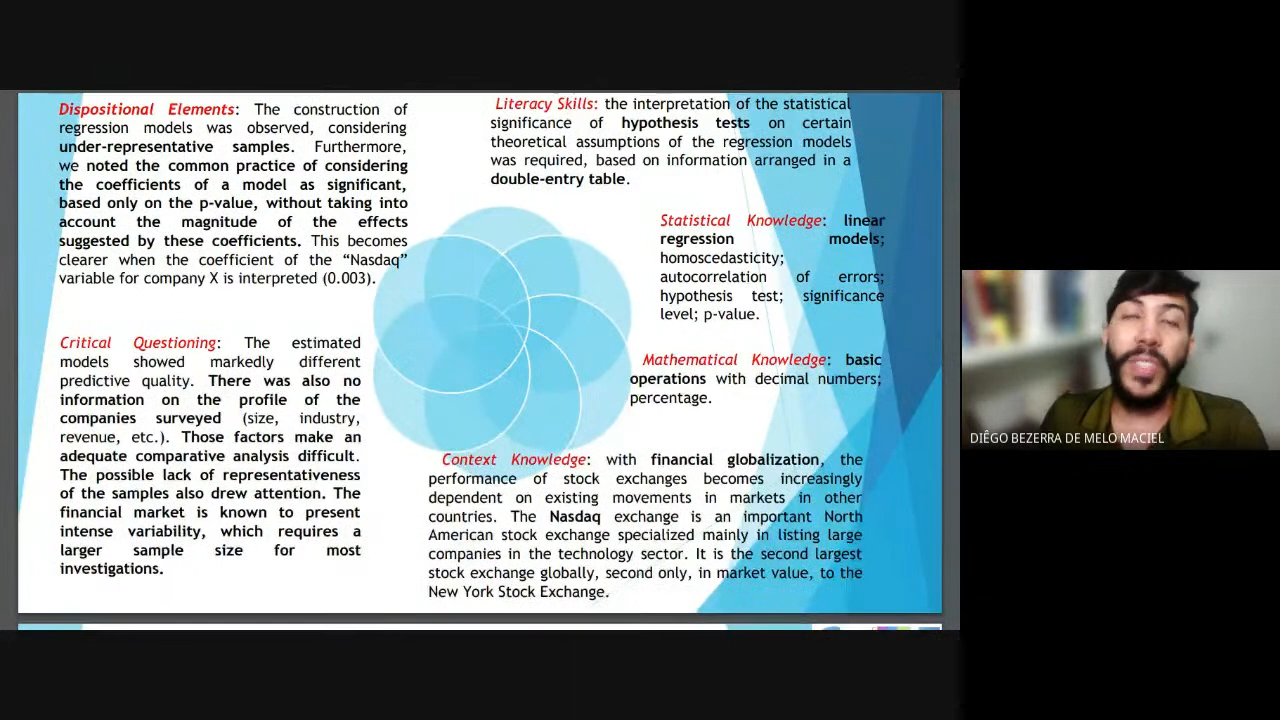 Dispositional Elements: The construction of
regression models was observed, considering
under-representative samples. Furthermore,
we noted the common practice of considering
the coefficients of a model as significant,
based only on the p-value, without taking into
account the magnitude of the effects
suggested by these coefficients. This becomes
clearer when the coefficient of the “Nasdaq”
variable for company X is interpreted (0.003).
Critical Questioning: The estimated
models showed markedly different
predictive quality. There was also no
information on the profile of the
companies surveyed (size, industry,
revenue, etc.). Those factors make an
adequate comparative analysis difficult.
The possible lack of representativeness
of the samples also drew attention. The
financial market is known to present
intense variability, which requires a
larger sample size for most
investigations.
Literacy Skills: the interpretation of the statistical
significance of hypothesis tests on certain
theoretical assumptions of the regression models
was required, based on information arranged in a
double-entry table.
Statistical Knowledge: linear
regression models;
homoscedasticity;
autocorrelation of errors;
hypothesis test; significance
level; p-value.
Mathematical Knowledge: basic
operations with decimal numbers;
percentage.
Context Knowledge: with financial globalization, the
performance of stock exchanges becomes increasingly
dependent on existing movements in markets in other
countries. The Nasdaq exchange is an important North
American stock exchange specialized mainly in listing large
companies in the technology sector. It is the second largest
stock exchange globally, second only, in market value, to the
New York Stock Exchange.
DIÊGO BEZERRA DE MELO MACIEL